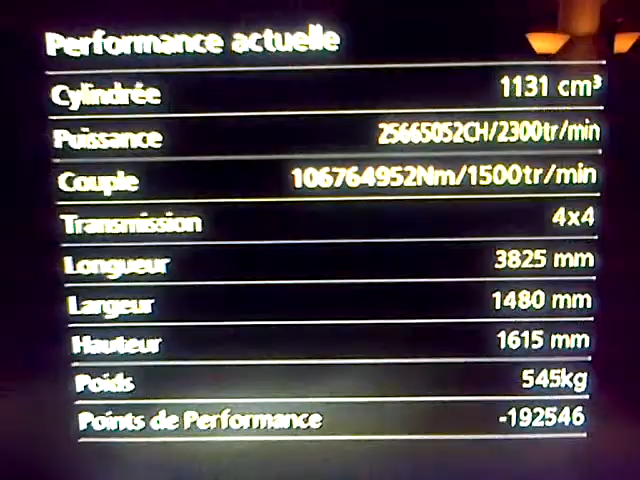 Performance actuelle
Cylindrée 1131 cm³
Puissance 25665052CH/2300tr/min
Couple 106764952Nm/1500tr/min
Transmission 4x4
Longueur 3825 mm
Largeur 1480 mm
Hauteur 1615 mm
Poids 545kg
Points de Performance -192546